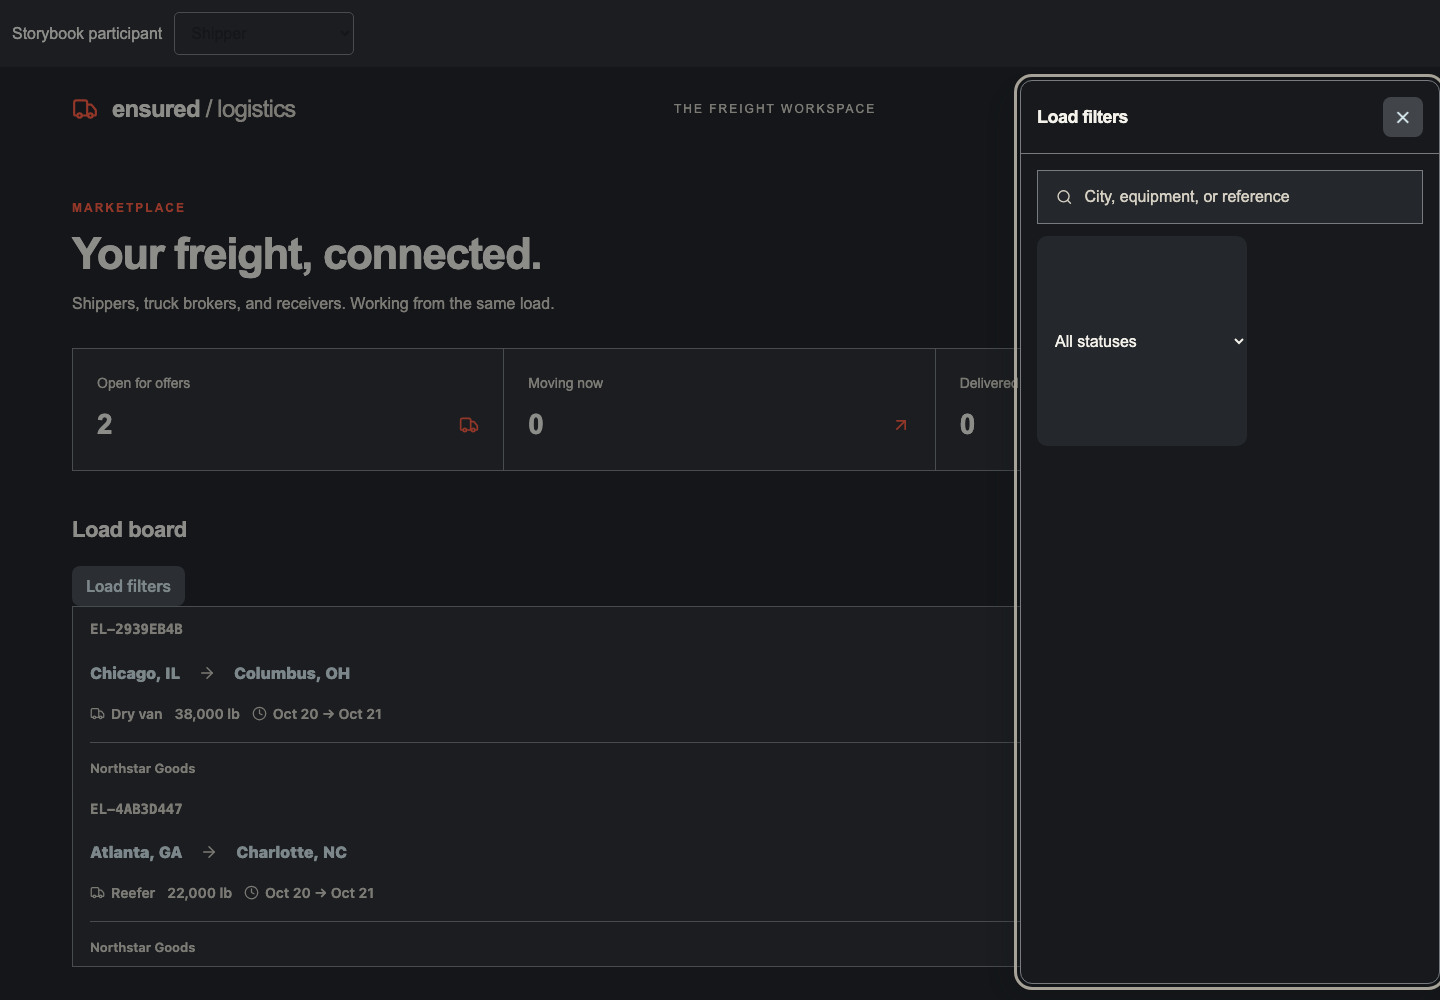 Storybook participant
Shipper
ensured / logistics
THE FREIGHT WORKSPACE
MARKETPLACE
Your freight, connected.
Shippers, truck brokers, and receivers. Working from the same load.
Open for offers
2
Moving now
0
Delivered
0
Load board
Load filters
EL–2939EB4B
Chicago, IL → Columbus, OH
Dry van 38,000 lb Oct 20 → Oct 21
Northstar Goods
EL–4AB3D447
Atlanta, GA → Charlotte, NC
Reefer 22,000 lb Oct 20 → Oct 21
Northstar Goods
Load filters
City, equipment, or reference
All statuses